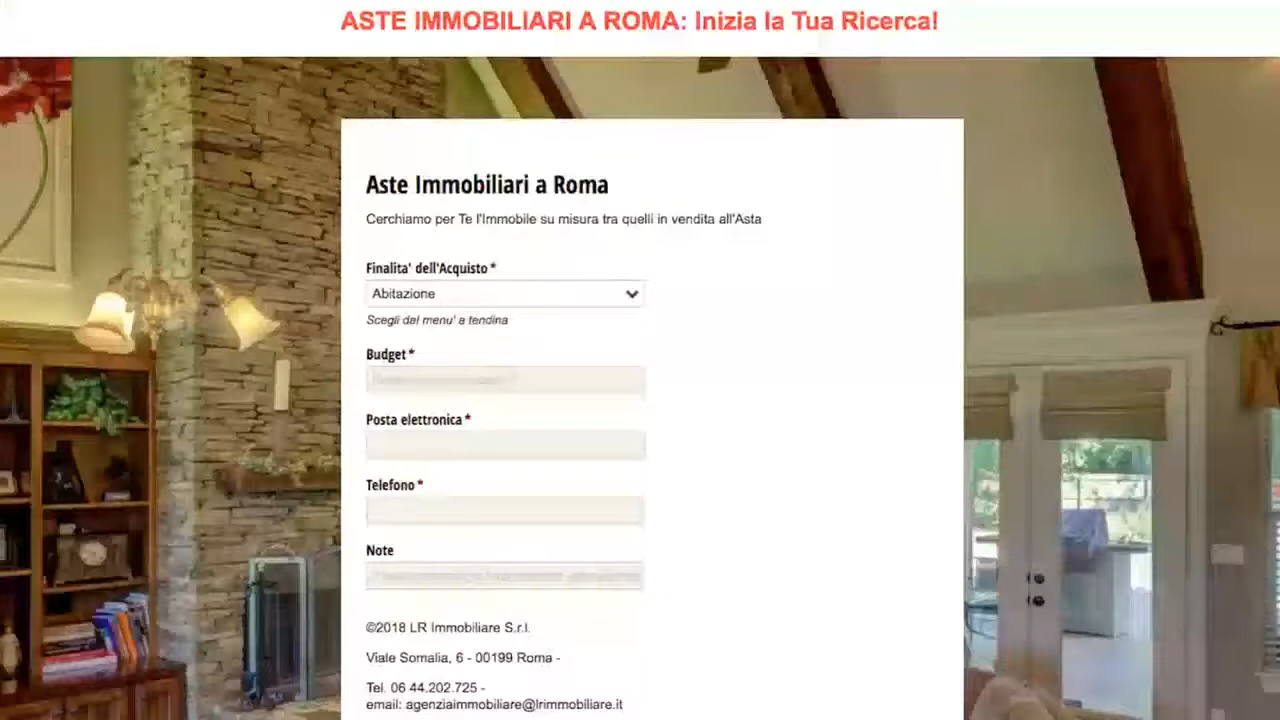 ASTE IMMOBILIARI A ROMA: Inizia la Tua Ricerca!
Aste Immobiliari a Roma
Cerchiamo per Te l'Immobile su misura tra quelli in vendita all'Asta
Finalita' dell'Acquisto *
Abitazione
Scegli dal menu' a tendina
Budget *
Posta elettronica *
Telefono *
Note
©2018 LR Immobiliare S.r.l.
Viale Somalia, 6 - 00199 Roma -
Tel. 06 44.202.725 -
email: agenziaimmobiliare@lrimmobiliare.it